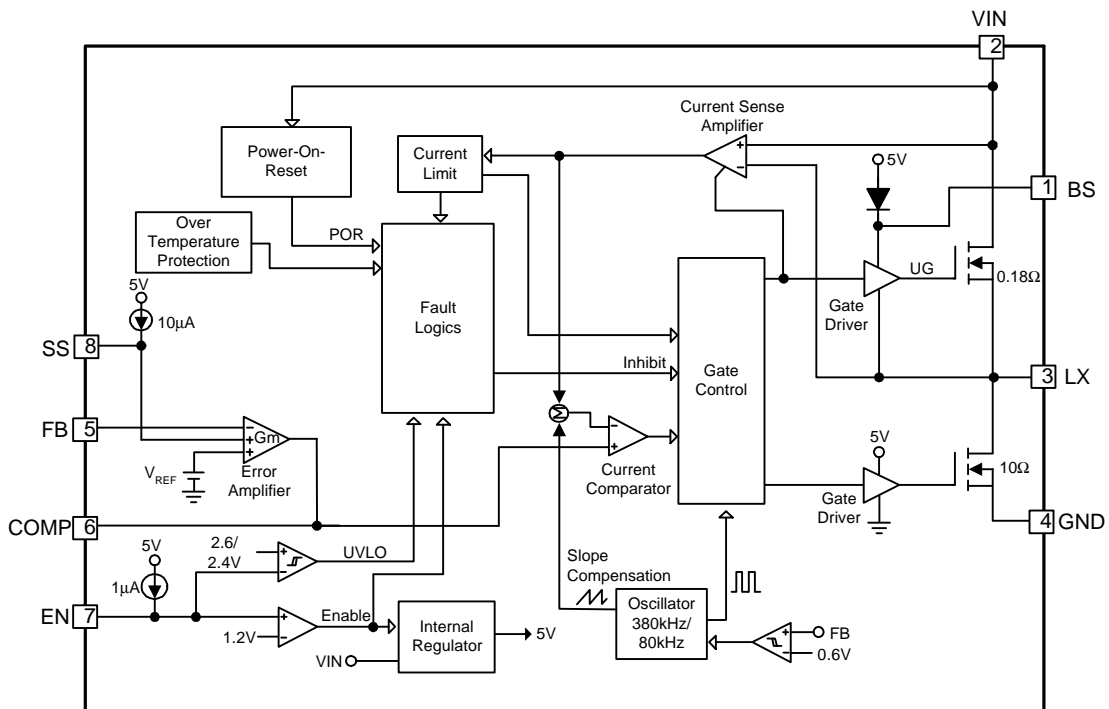 VIN
2
Current Sense
Amplifier
Power-On-
Reset
Current
Limit
5V
1
BS
Over
Temperature
Protection
POR
UG
0.18Ω
Gate
Driver
5V
10μA
Fault
Logics
SS
8
Inhibit
Gate
Control
3
LX
FB
5
Gm
Σ
Current
Comparator
5V
10Ω
VREF
Error
Amplifier
Gate
Driver
COMP
6
4
GND
5V
2.6/
2.4V
UVLO
Slope
Compensation
1μA
EN
7
Enable
1.2V
Internal
Regulator
5V
VIN
Oscillator
380kHz/
80kHz
FB
0.6V